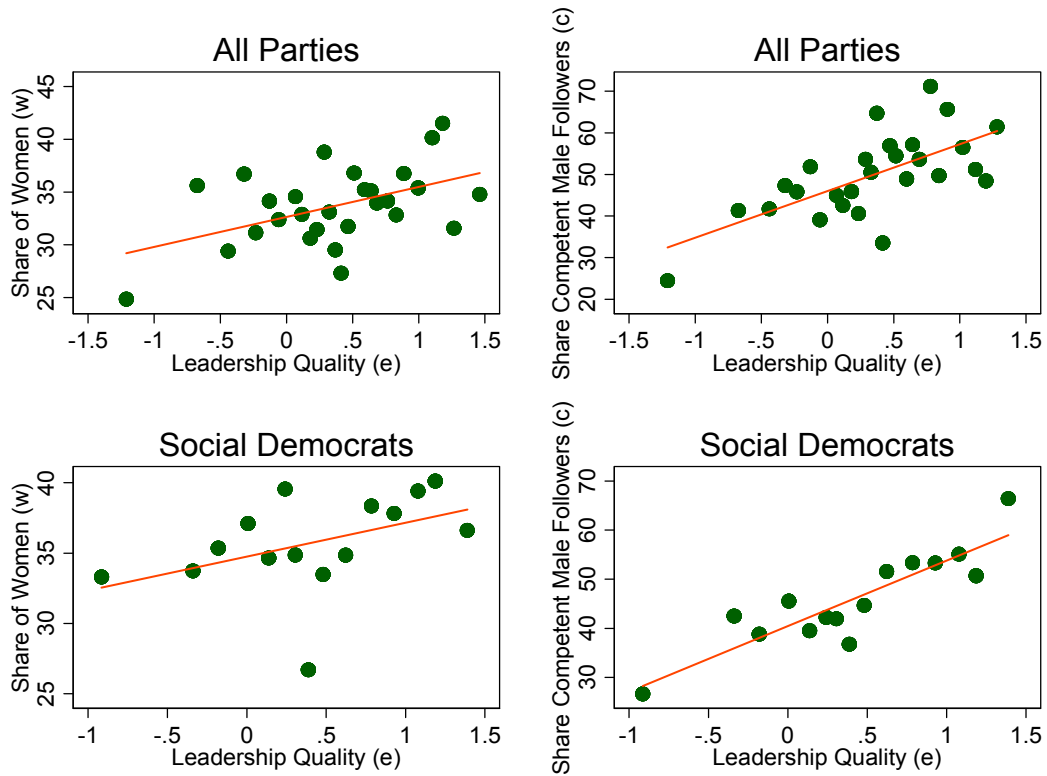 All Parties
Share of Women (w)
45
40
35
30
25
-1.5 -1 -.5 0 .5 1 1.5
Leadership Quality (e)
All Parties
Share Competent Male Followers (c)
70
60
50
40
30
20
-1.5 -1 -.5 0 .5 1 1.5
Leadership Quality (e)
Social Democrats
Share of Women (w)
40
35
30
25
-1 -.5 0 .5 1 1.5
Leadership Quality (e)
Social Democrats
Share Competent Male Followers (c)
70
60
50
40
30
-1 -.5 0 .5 1 1.5
Leadership Quality (e)